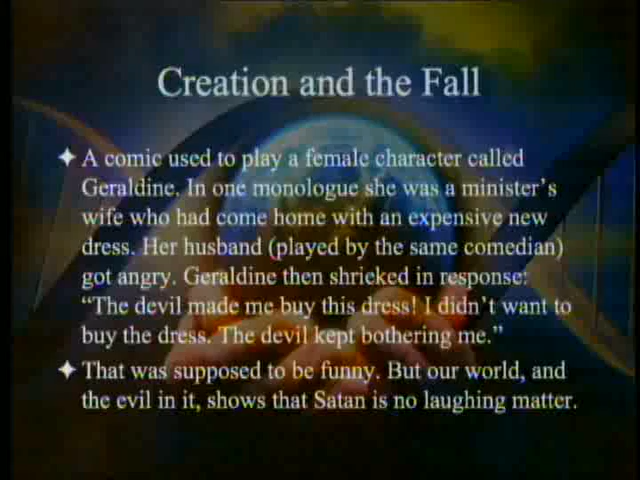 Creation and the Fall
A comic used to play a female character called
Geraldine. In one monologue she was a minister's
wife who had come home with an expensive new
dress. Her husband (played by the same comedian)
got angry. Geraldine then shrieked in response:
“The devil made me buy this dress! I didn't want to
buy the dress. The devil kept bothering me.”
That was supposed to be funny. But our world, and
the evil in it, shows that Satan is no laughing matter.